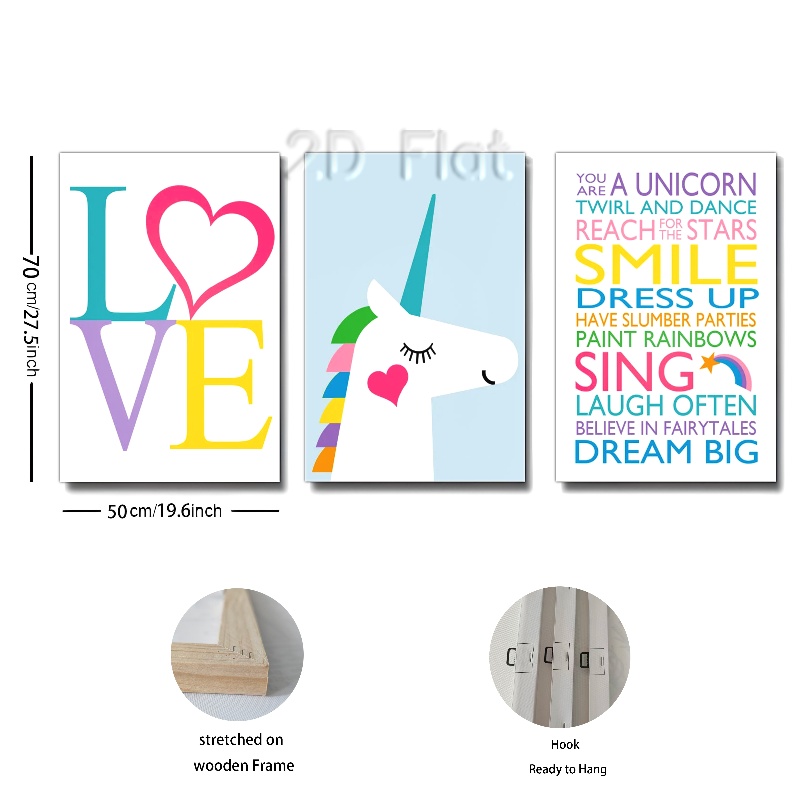 2D Flat
LOVE
YOU ARE A UNICORN
TWIRL AND DANCE
REACH FOR THE STARS
SMILE
DRESS UP
HAVE SLUMBER PARTIES
PAINT RAINBOWS
SING
LAUGH OFTEN
BELIEVE IN FAIRYTALES
DREAM BIG
70cm/27.5inch
50cm/19.6inch
stretched on
wooden Frame
Hook
Ready to Hang